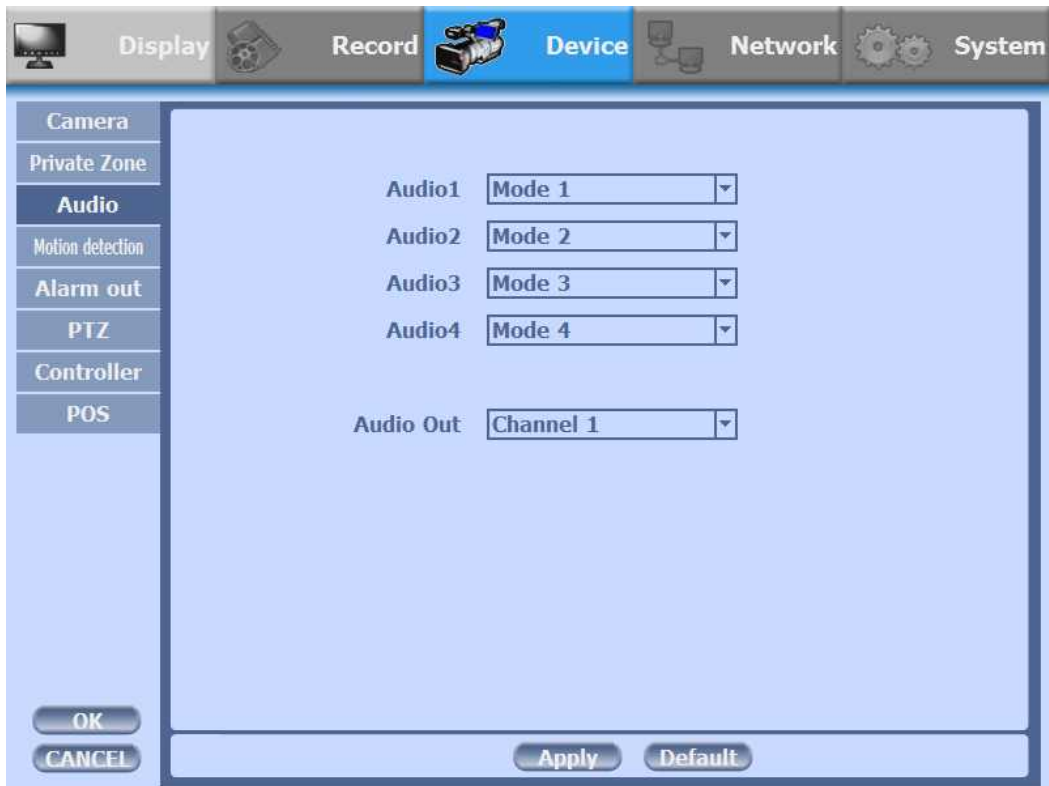 Display Record Device Network System
Camera
Private Zone
Audio
Motion detection
Alarm out
PTZ
Controller
POS
Audio1 Mode 1
Audio2 Mode 2
Audio3 Mode 3
Audio4 Mode 4
Audio Out Channel 1
OK
CANCEL
Apply Default